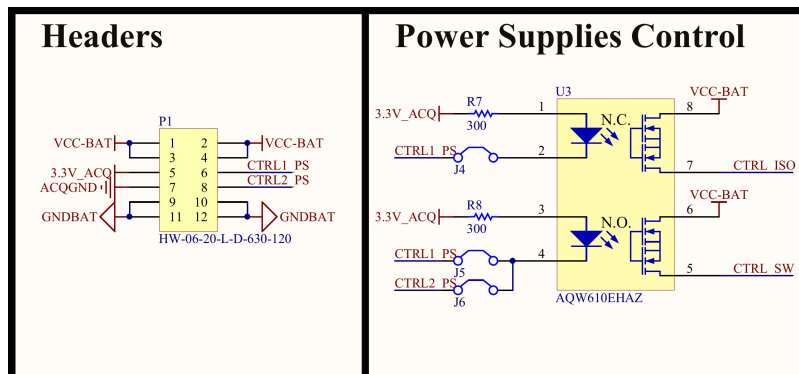 Headers
Power Supplies Control
P1
VCC-BAT
1
2
VCC-BAT
3
4
3.3V_ACQ
5
6
CTRL1_PS
ACQGND
7
8
CTRL2_PS
9
10
GNDBAT
11
12
GNDBAT
HW-06-20-L-D-630-120
U3
VCC-BAT
3.3V_ACQ
R7
300
1
N.C.
8
CTRL1_PS
J4
2
7
CTRL_ISO
VCC-BAT
3.3V_ACQ
R8
300
3
N.O.
6
CTRL1_PS
J5
4
5
CTRL_SW
CTRL2_PS
J6
AQW610EHAZ